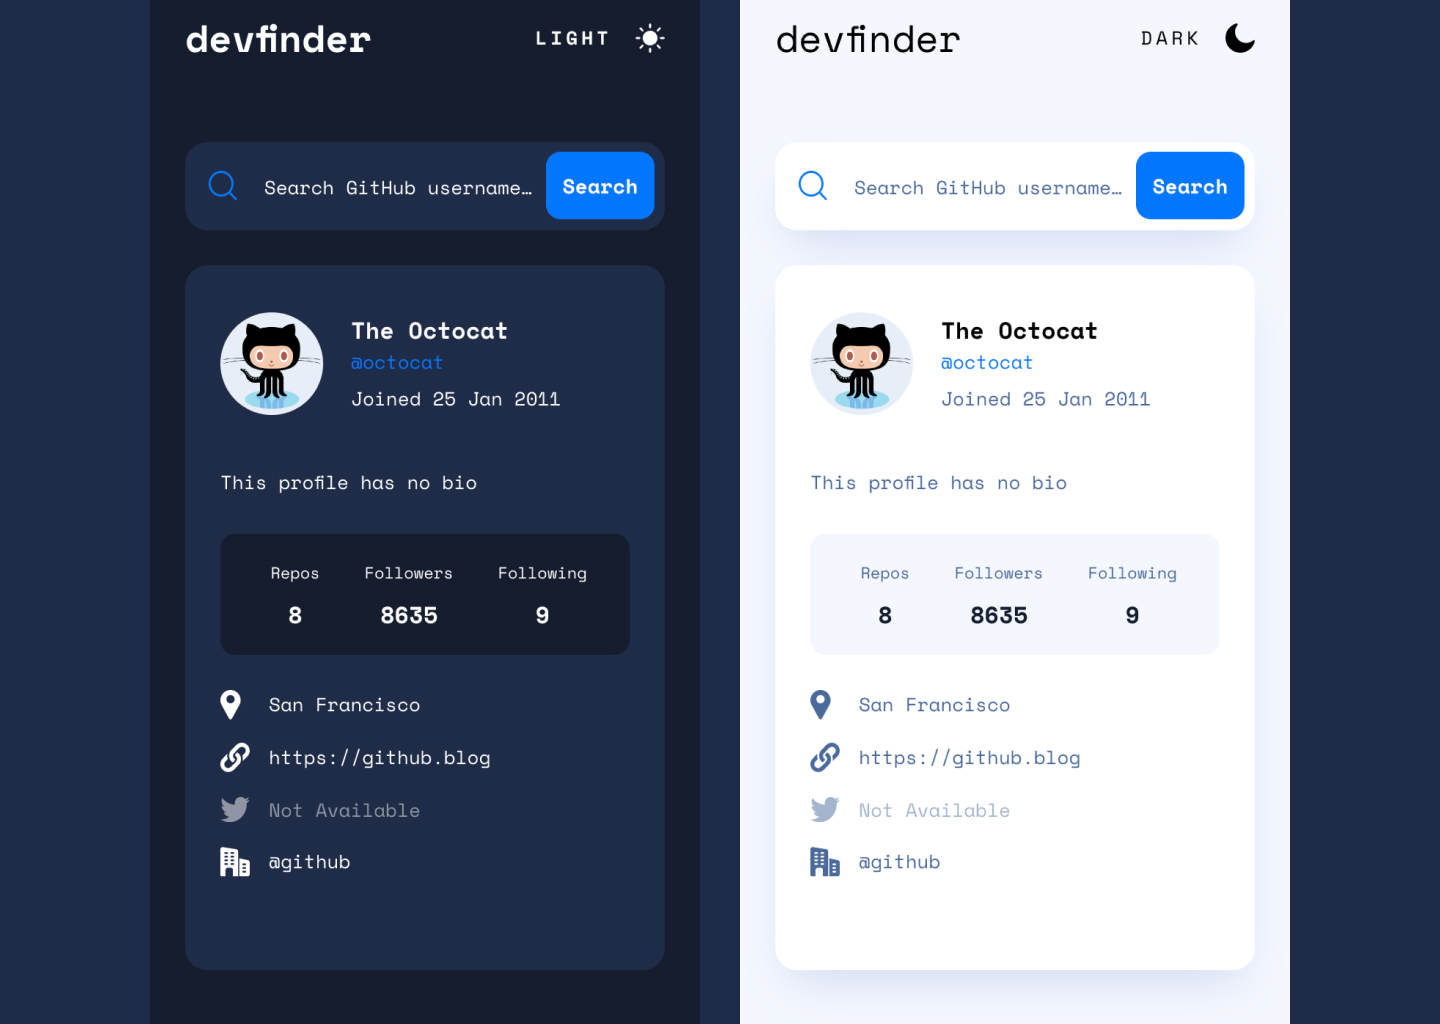 devfinder
LIGHT
Search GitHub username…
Search
The Octocat
@octocat
Joined 25 Jan 2011
This profile has no bio
Repos Followers Following
8 8635 9
San Francisco
https://github.blog
Not Available
@github
devfinder
DARK
Search GitHub username…
Search
The Octocat
@octocat
Joined 25 Jan 2011
This profile has no bio
Repos Followers Following
8 8635 9
San Francisco
https://github.blog
Not Available
@github